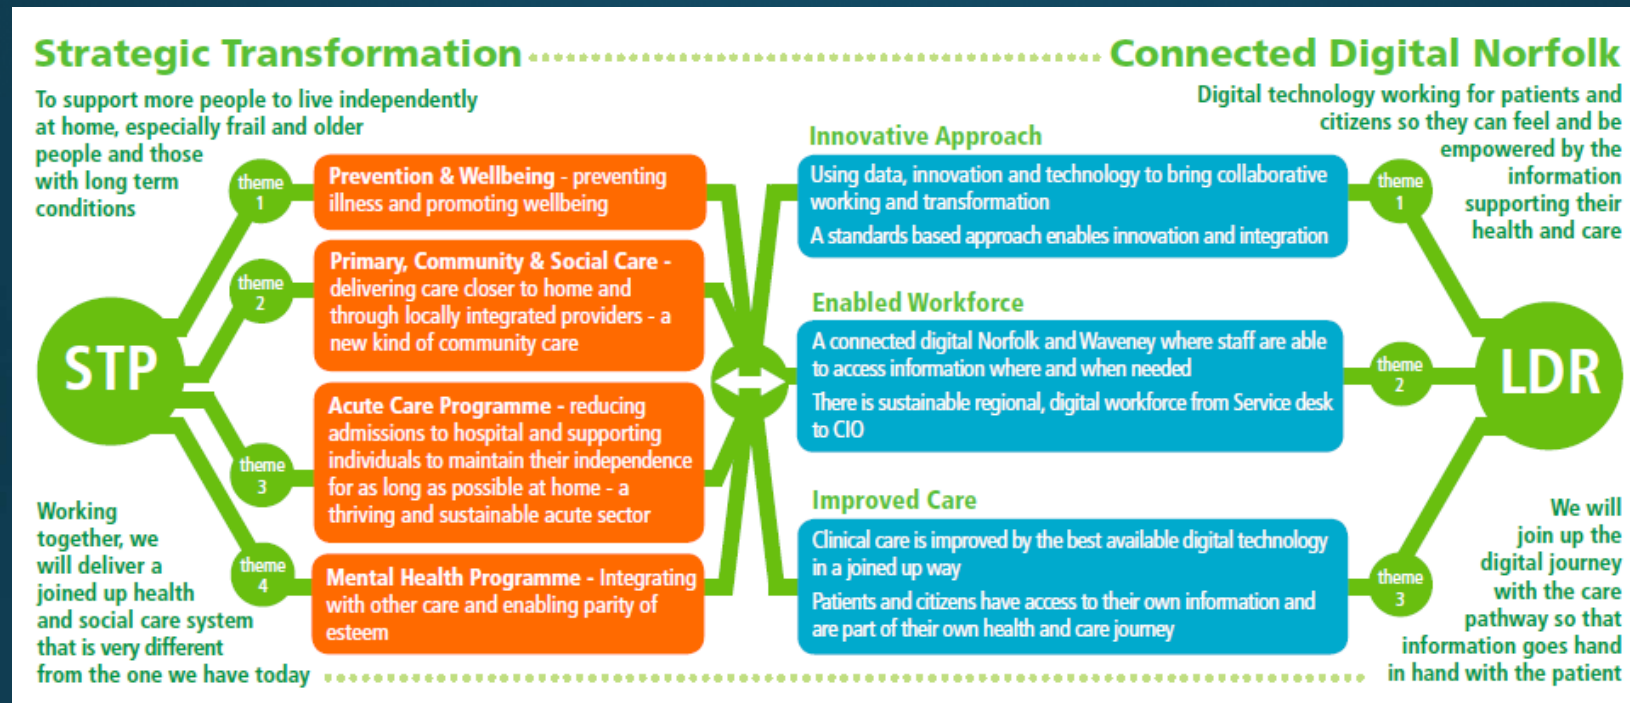 Strategic Transformation
Connected Digital Norfolk
To support more people to live independently
at home, especially frail and older
people and those
with long term
conditions
STP
theme
1
Prevention & Wellbeing - preventing
illness and promoting wellbeing
theme
2
Primary, Community & Social Care -
delivering care closer to home and
through locally integrated providers - a
new kind of community care
theme
3
Acute Care Programme - reducing
admissions to hospital and supporting
individuals to maintain their independence
for as long as possible at home - a
thriving and sustainable acute sector
theme
4
Mental Health Programme - Integrating
with other care and enabling parity of
esteem
Working
together, we
will deliver a
joined up health
and social care system
that is very different
from the one we have today
Digital technology working for patients and
citizens so they can feel and be
empowered by the
information
supporting their
health and care
Innovative Approach
Using data, innovation and technology to bring collaborative
working and transformation
A standards based approach enables innovation and integration
theme
1
Enabled Workforce
A connected digital Norfolk and Waveney where staff are able
to access information where and when needed
There is sustainable regional, digital workforce from Service desk
to CIO
theme
2
LDR
Improved Care
Clinical care is improved by the best available digital technology
in a joined up way
Patients and citizens have access to their own information and
are part of their own health and care journey
theme
3
We will
join up the
digital journey
with the care
pathway so that
information goes hand
in hand with the patient